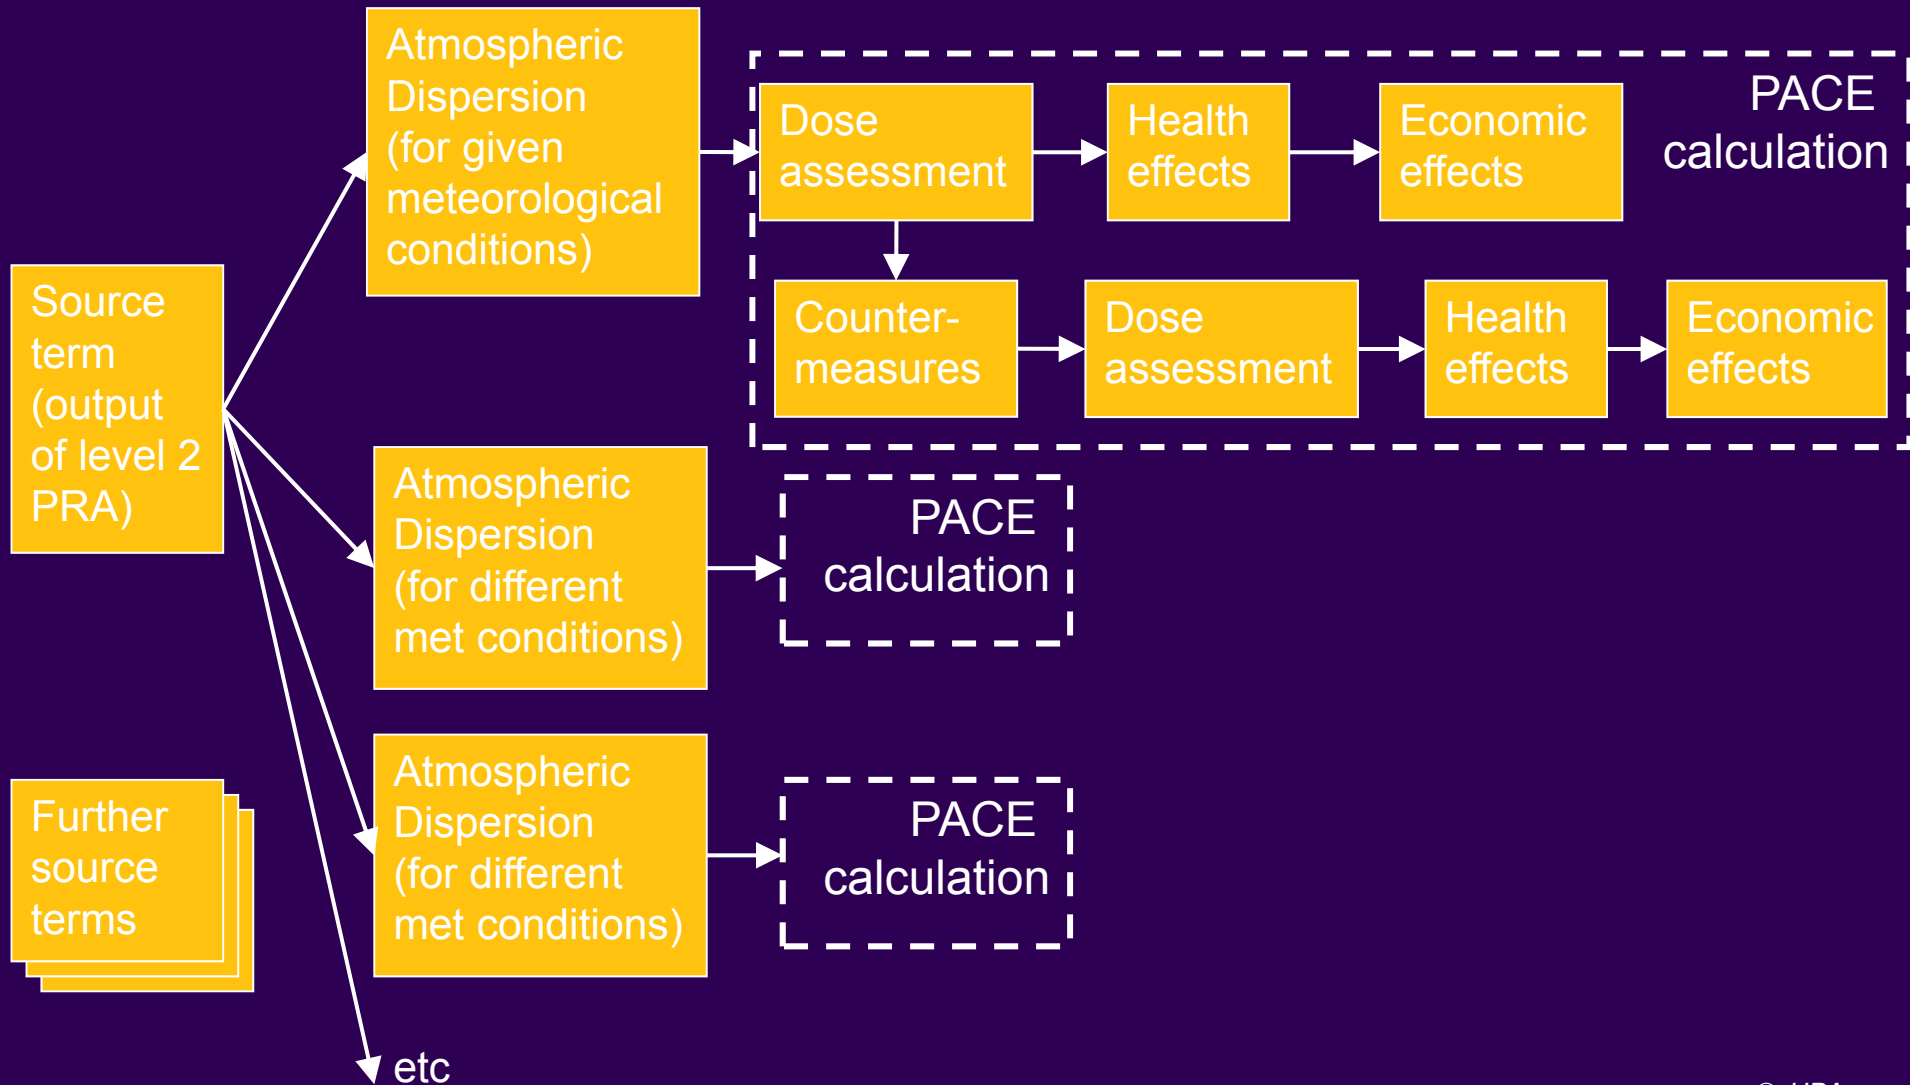 Atmospheric
Dispersion
(for given
meteorological
conditions)
Dose
assessment
Health
effects
Economic
effects
PACE
calculation
Source
term
(output
of level 2
PRA)
Counter-
measures
Dose
assessment
Health
effects
Economic
effects
Atmospheric
Dispersion
(for different
met conditions)
PACE
calculation
Further
source
terms
Atmospheric
Dispersion
(for different
met conditions)
PACE
calculation
etc